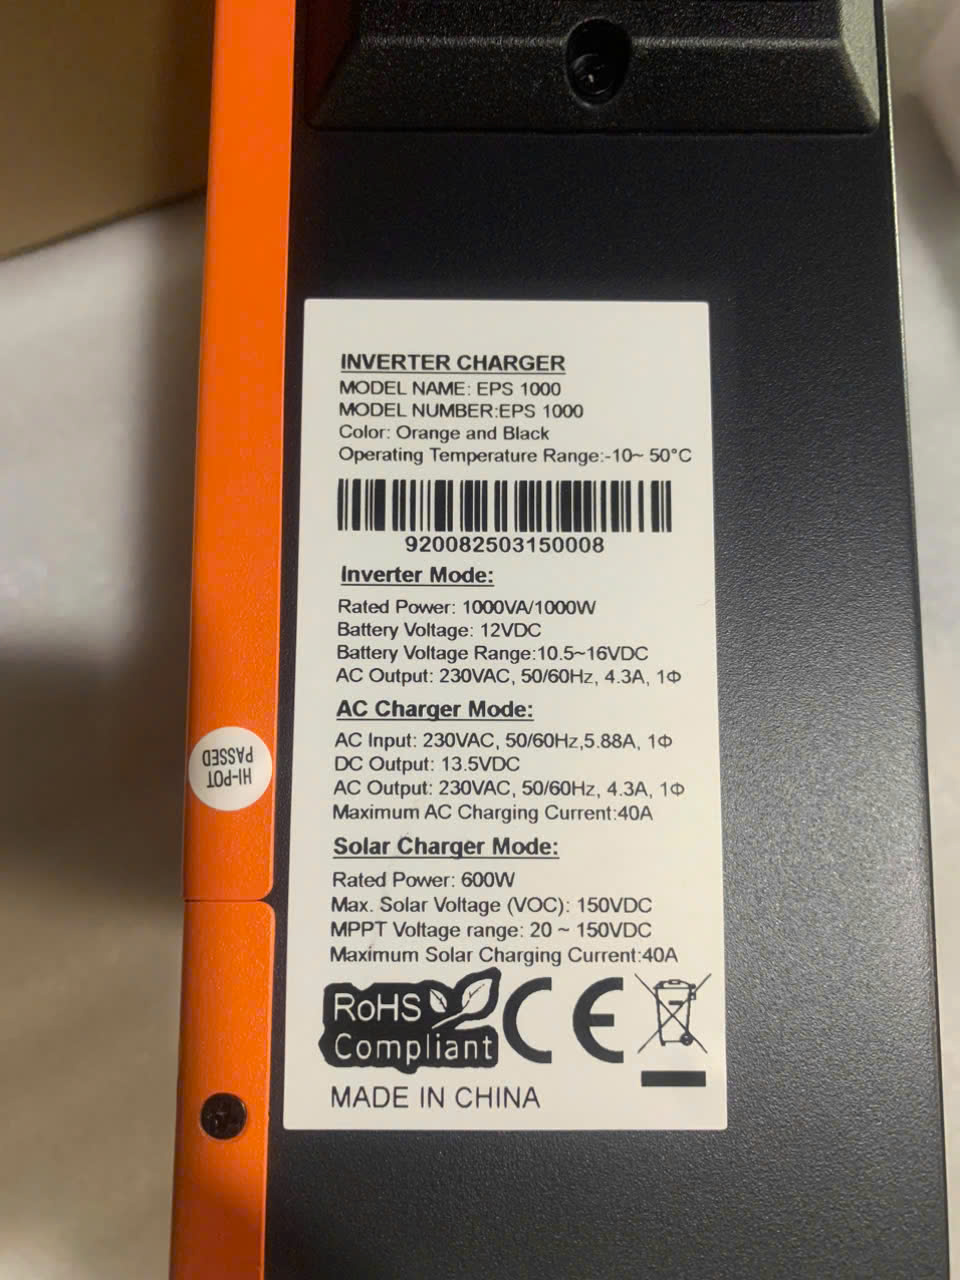 INVERTER CHARGER
MODEL NAME: EPS 1000
MODEL NUMBER:EPS 1000
Color: Orange and Black
Operating Temperature Range:-10~ 50°C
920082503150008
Inverter Mode:
Rated Power: 1000VA/1000W
Battery Voltage: 12VDC
Battery Voltage Range:10.5~16VDC
AC Output: 230VAC, 50/60Hz, 4.3A, 1Φ
AC Charger Mode:
AC Input: 230VAC, 50/60Hz,5.88A, 1Φ
DC Output: 13.5VDC
AC Output: 230VAC, 50/60Hz, 4.3A, 1Φ
Maximum AC Charging Current:40A
Solar Charger Mode:
Rated Power: 600W
Max. Solar Voltage (VOC): 150VDC
MPPT Voltage range: 20 ~ 150VDC
Maximum Solar Charging Current:40A
RoHS
Compliant
CE
MADE IN CHINA
HI-POT
PASSED